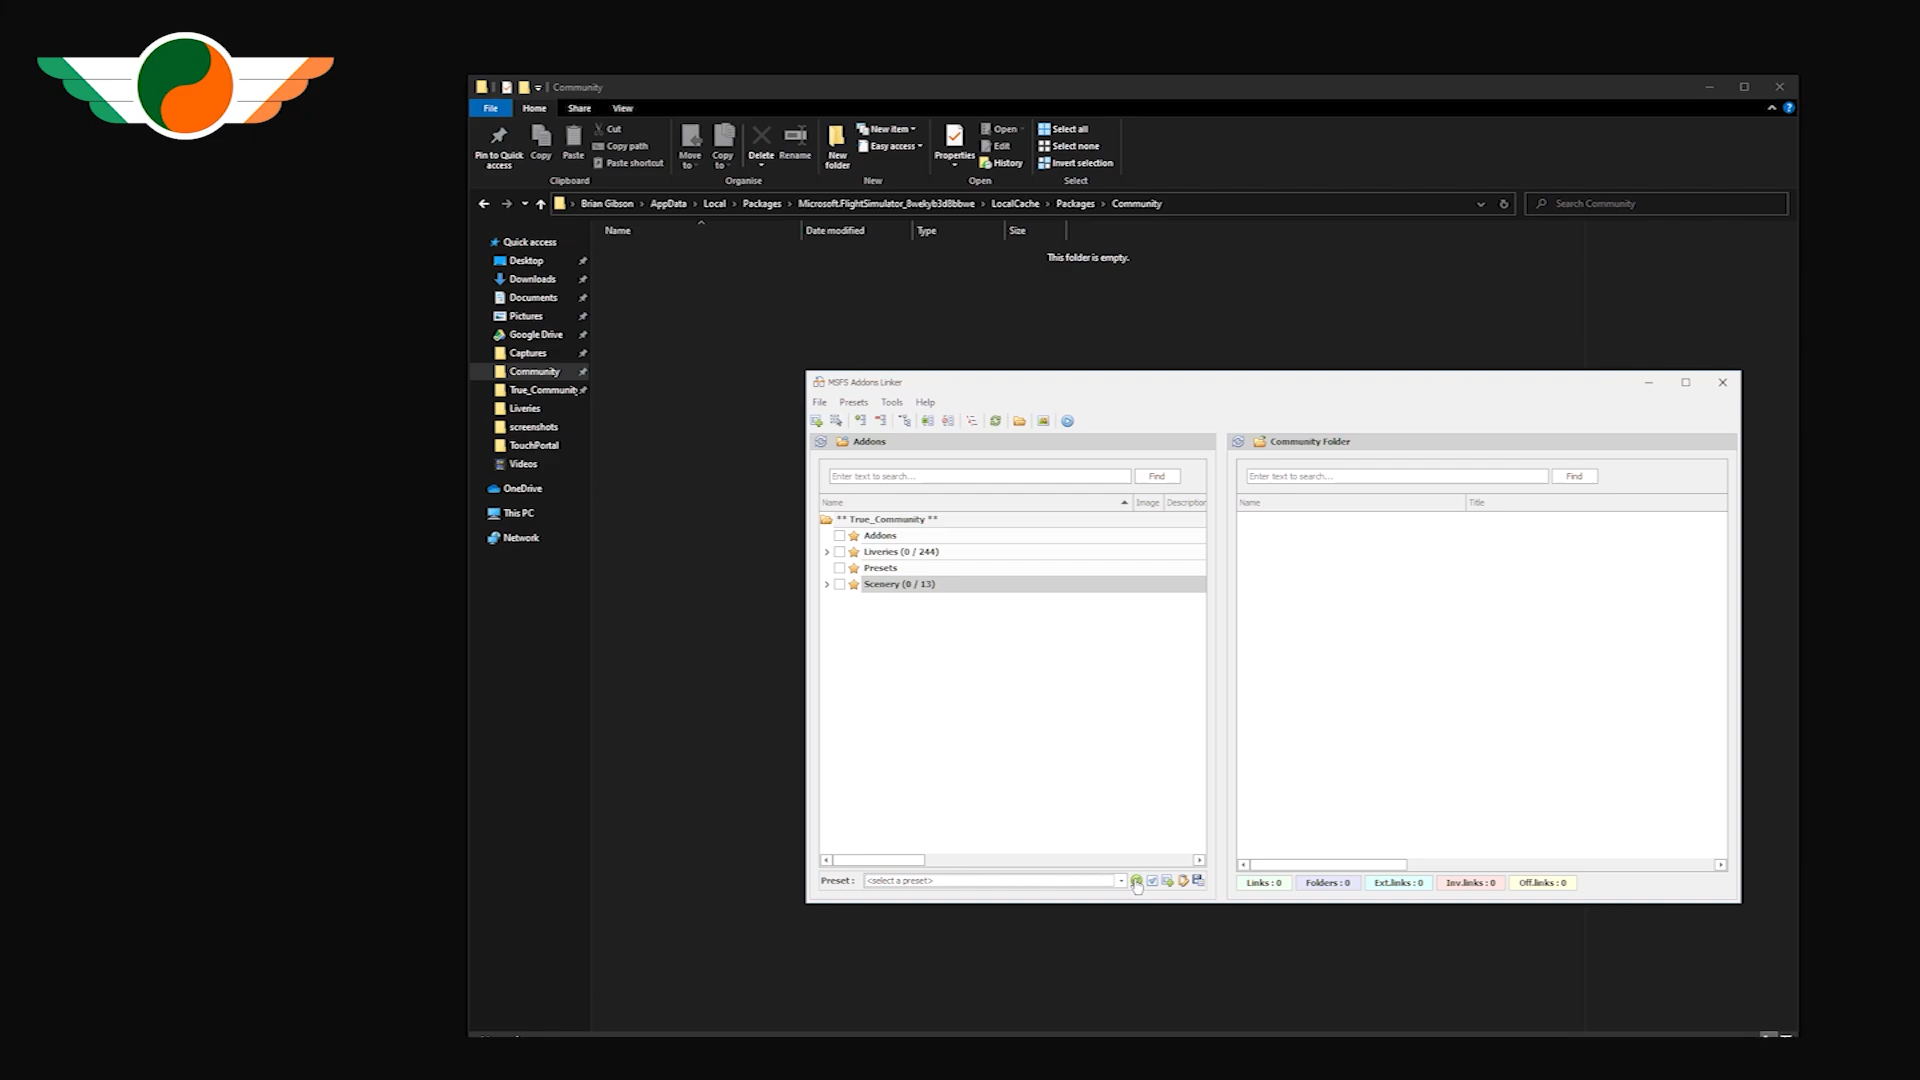 Community
File Home Share View
Pin to Quick access
Copy
Paste
Cut
Copy path
Paste shortcut
Clipboard
Move to
Copy to
Delete
Rename
Organise
New folder
New item
Easy access
New
Properties
Open
Edit
History
Open
Select all
Select none
Invert selection
Select
Brian Gibson > AppData > Local > Packages > Microsoft.FlightSimulator_8wekyb3d8bbwe > LocalCache > Packages > Community
Search Community
Name Date modified Type Size
This folder is empty.
Quick access
Desktop
Downloads
Documents
Pictures
Google Drive
Captures
Community
True_Community
Liveries
screenshots
TouchPortal
Videos
OneDrive
This PC
Network
MSFS Addons Linker
File Presets Tools Help
Addons
Enter text to search... Find
Name Image Description
** True_Community **
Addons
Liveries (0 / 244)
Presets
Scenery (0 / 13)
Preset : <select a preset>
Community Folder
Enter text to search... Find
Name Title
Links : 0 Folders : 0 Ext.links : 0 Inv.links : 0 Off.links : 0